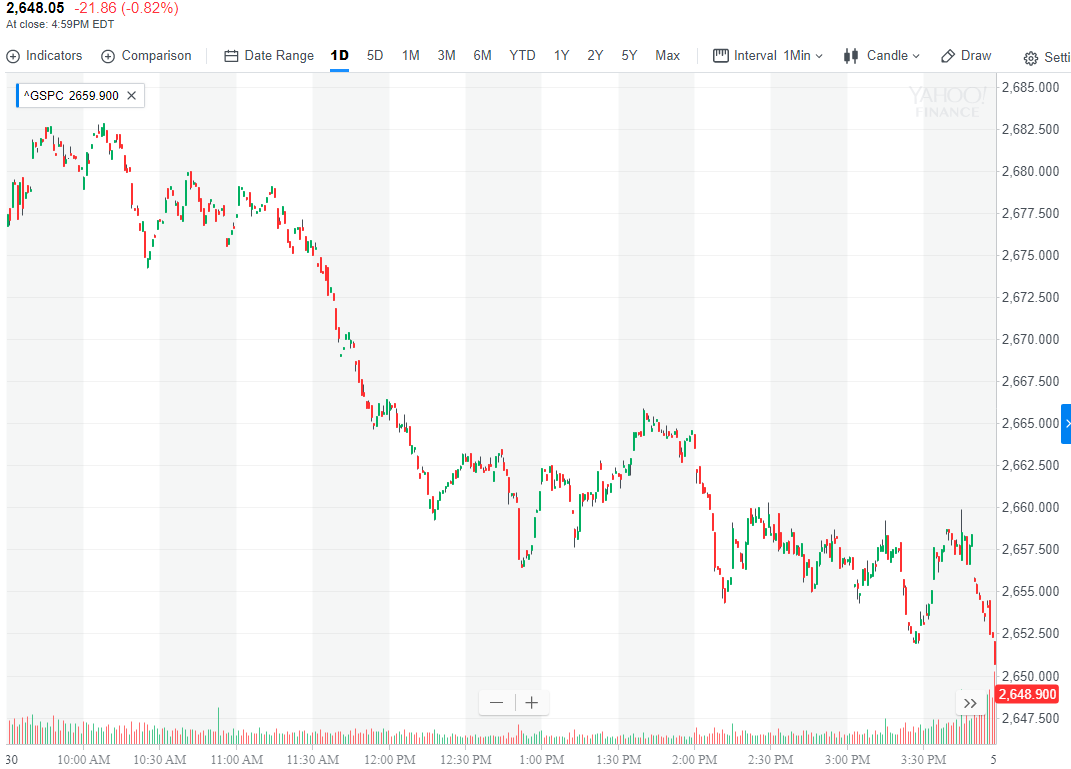 2,648.05 -21.86 (-0.82%)
At close: 4:59PM EDT
Indicators Comparison Date Range 1D 5D 1M 3M 6M YTD 1Y 2Y 5Y Max Interval 1Min Candle Draw Setti
^GSPC 2659.900 ×
YAHOO!
FINANCE
2,685.000
2,682.500
2,680.000
2,677.500
2,675.000
2,672.500
2,670.000
2,667.500
2,665.000
2,662.500
2,660.000
2,657.500
2,655.000
2,652.500
2,650.000
2,648.900
2,647.500
30 10:00 AM 10:30 AM 11:00 AM 11:30 AM 12:00 PM 12:30 PM 1:00 PM 1:30 PM 2:00 PM 2:30 PM 3:00 PM 3:30 PM 5